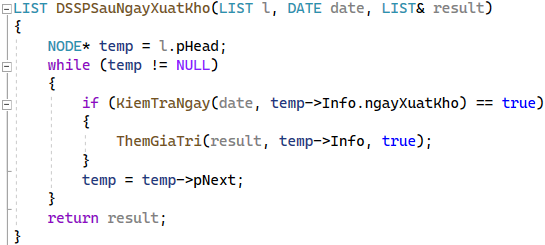 LIST DSSPSauNgayXuatKho(LIST l, DATE date, LIST& result)
{
    NODE* temp = l.pHead;
    while (temp != NULL)
    {
        if (KiemTraNgay(date, temp->Info.ngayXuatKho) == true)
        {
            ThemGiaTri(result, temp->Info, true);
        }
        temp = temp->pNext;
    }
    return result;
}